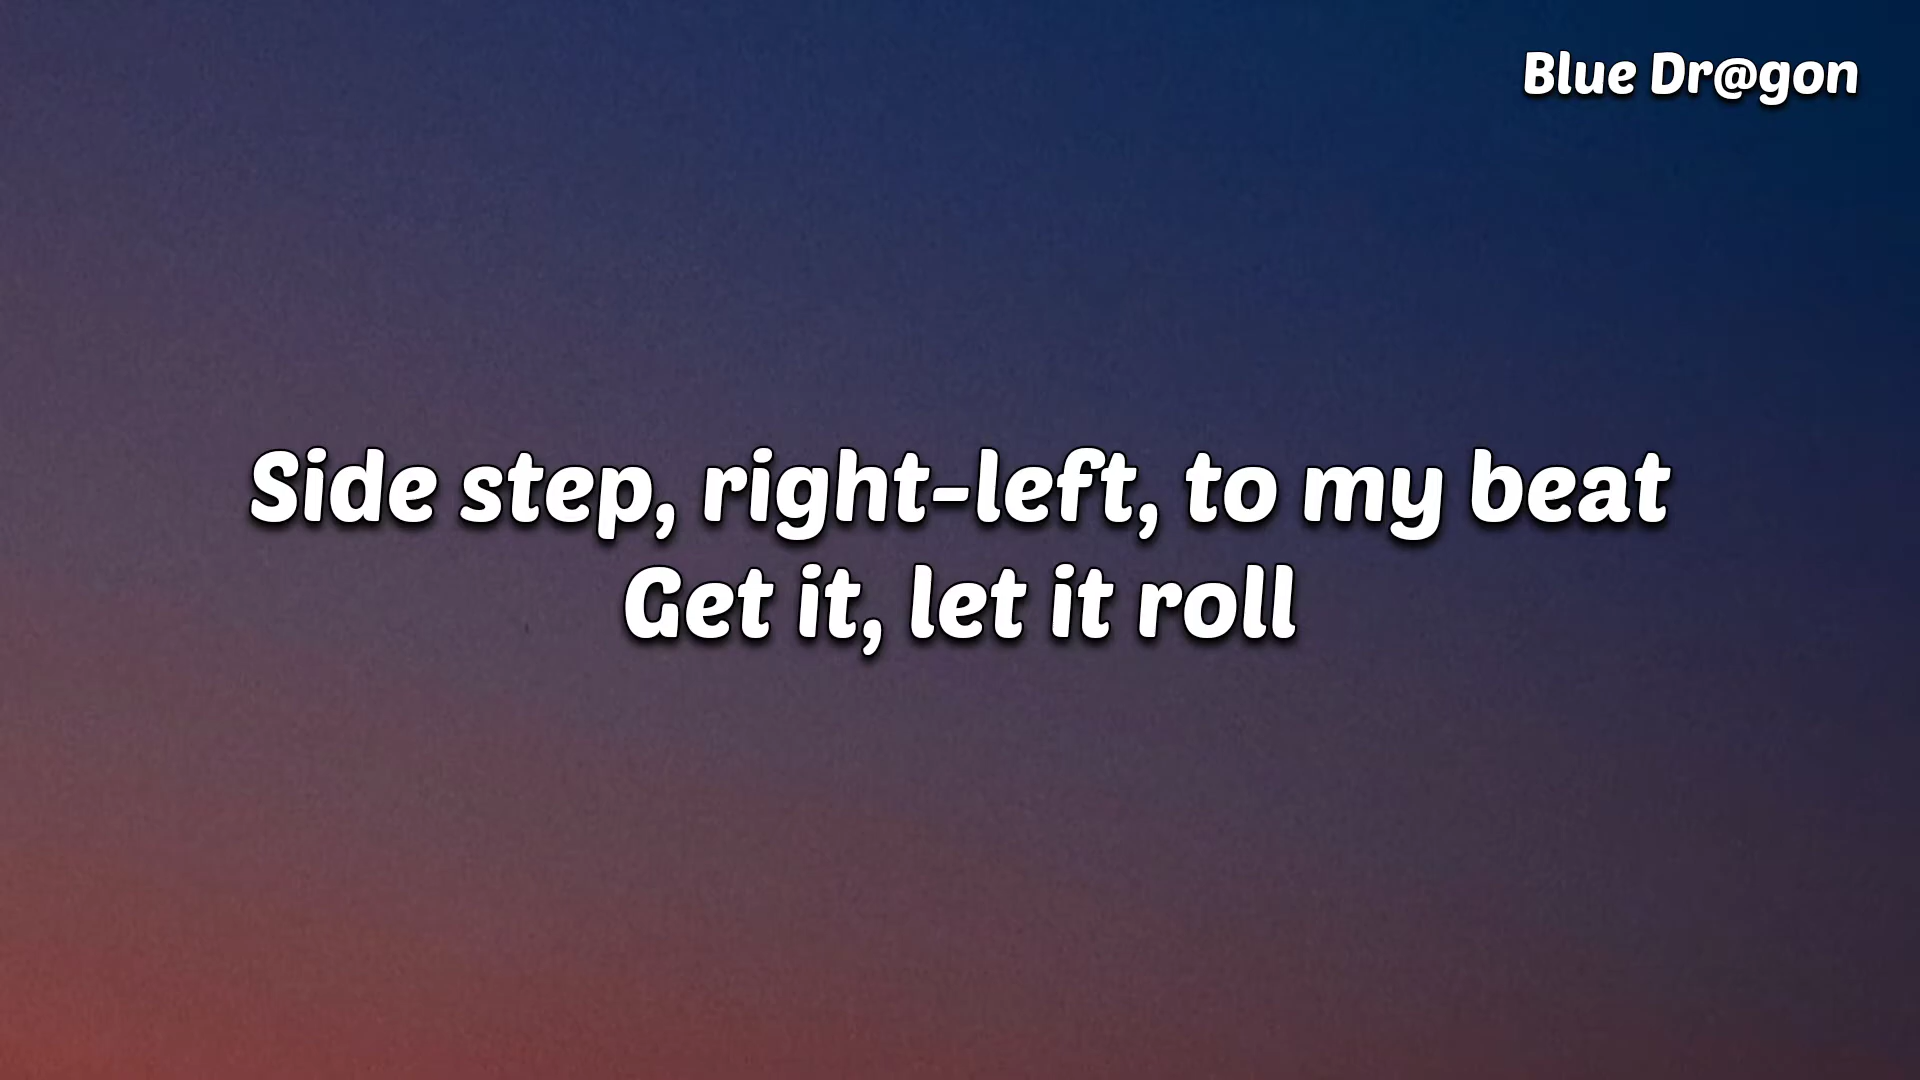 Blue Dr@gon
Side step, right-left, to my beat
Get it, let it roll